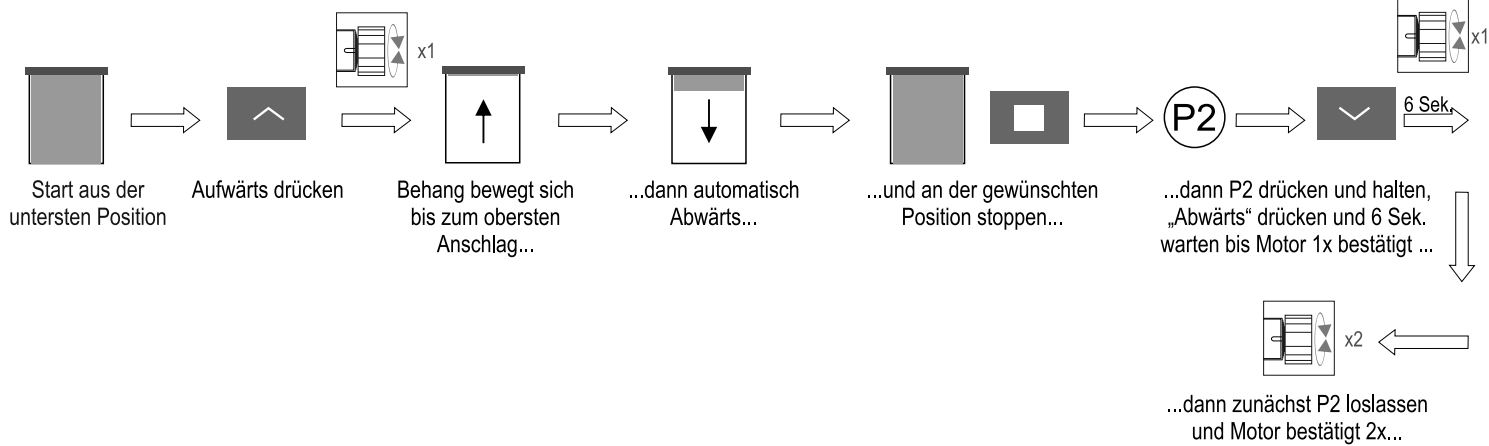 x1
x1
P2
6 Sek.
Start aus der
untersten Position
Aufwärts drücken
Behang bewegt sich
bis zum obersten
Anschlag...
...dann automatisch
Abwärts...
...und an der gewünschten
Position stoppen...
...dann P2 drücken und halten,
„Abwärts“ drücken und 6 Sek.
warten bis Motor 1x bestätigt ...
x2
...dann zunächst P2 loslassen
und Motor bestätigt 2x...